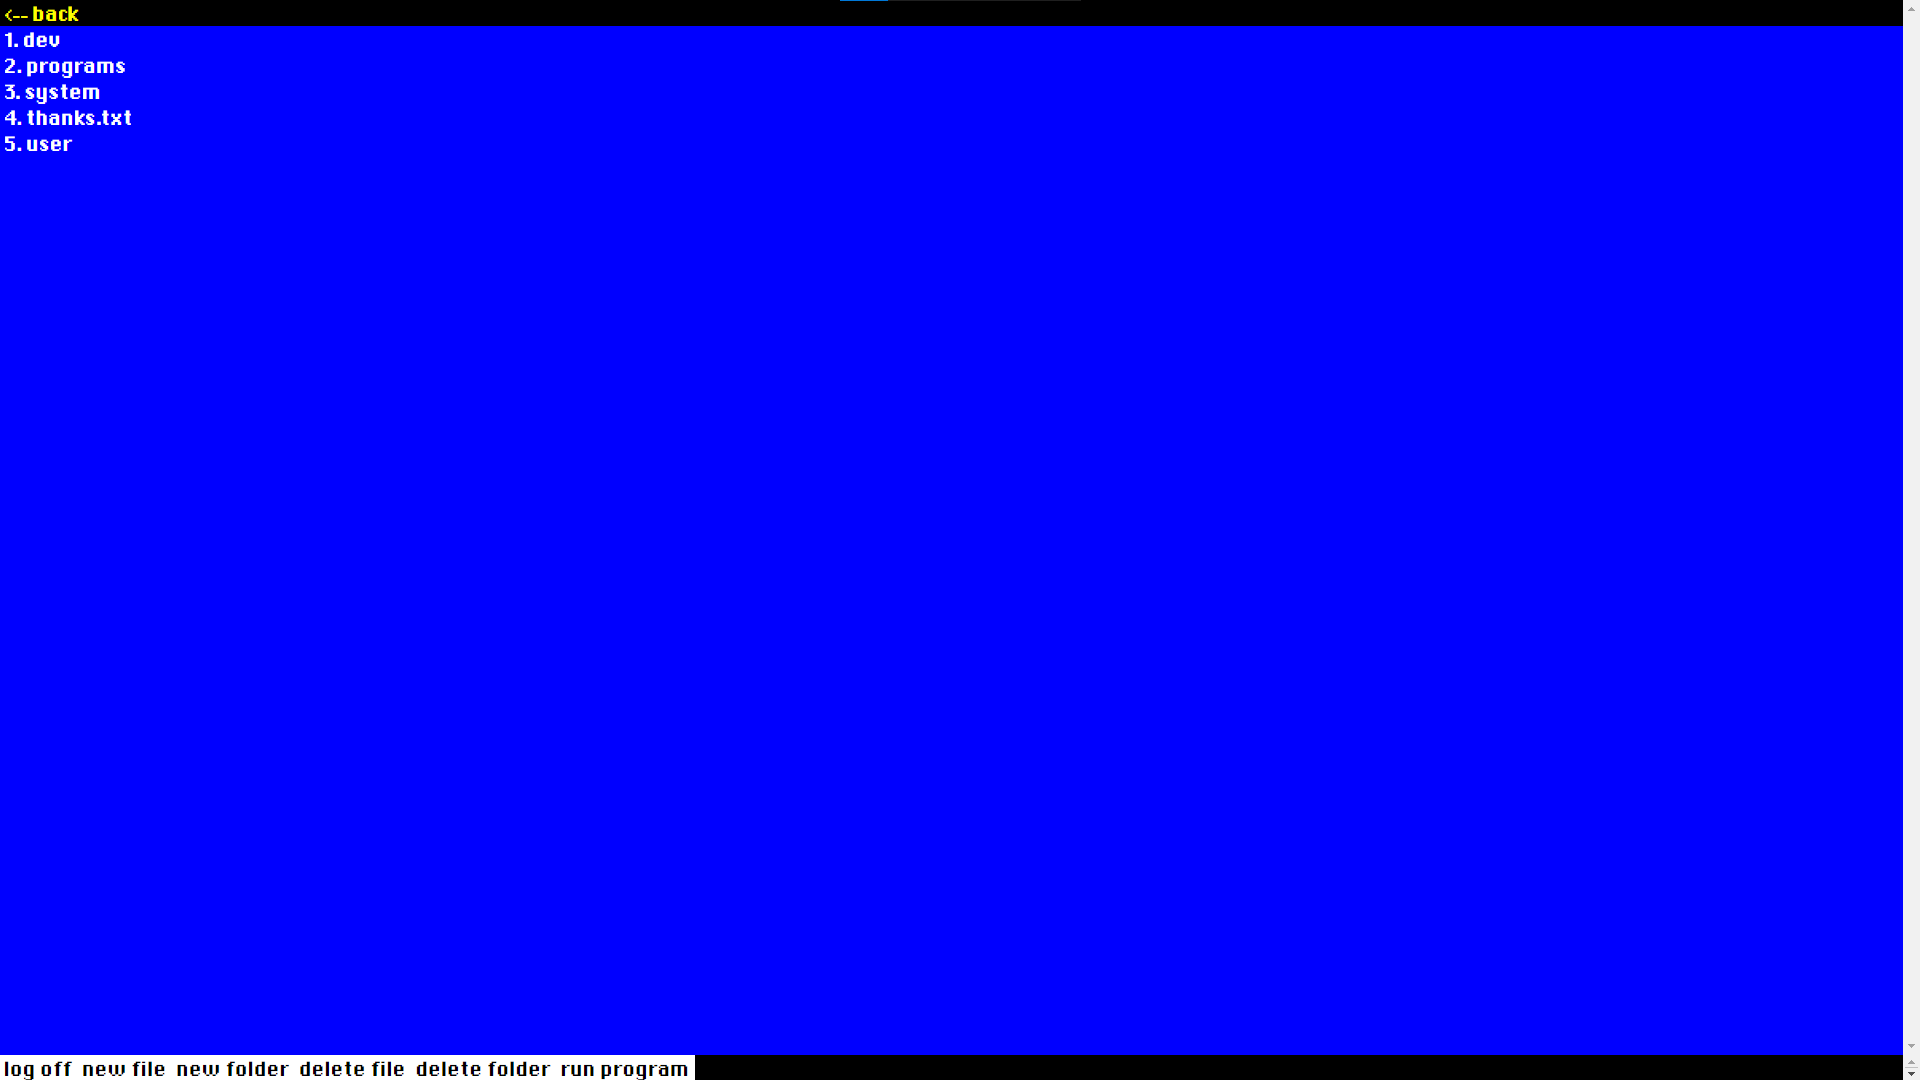 <-- back
1. dev
2. programs
3. system
4. thanks.txt
5. user
log off new file new folder delete file delete folder run program